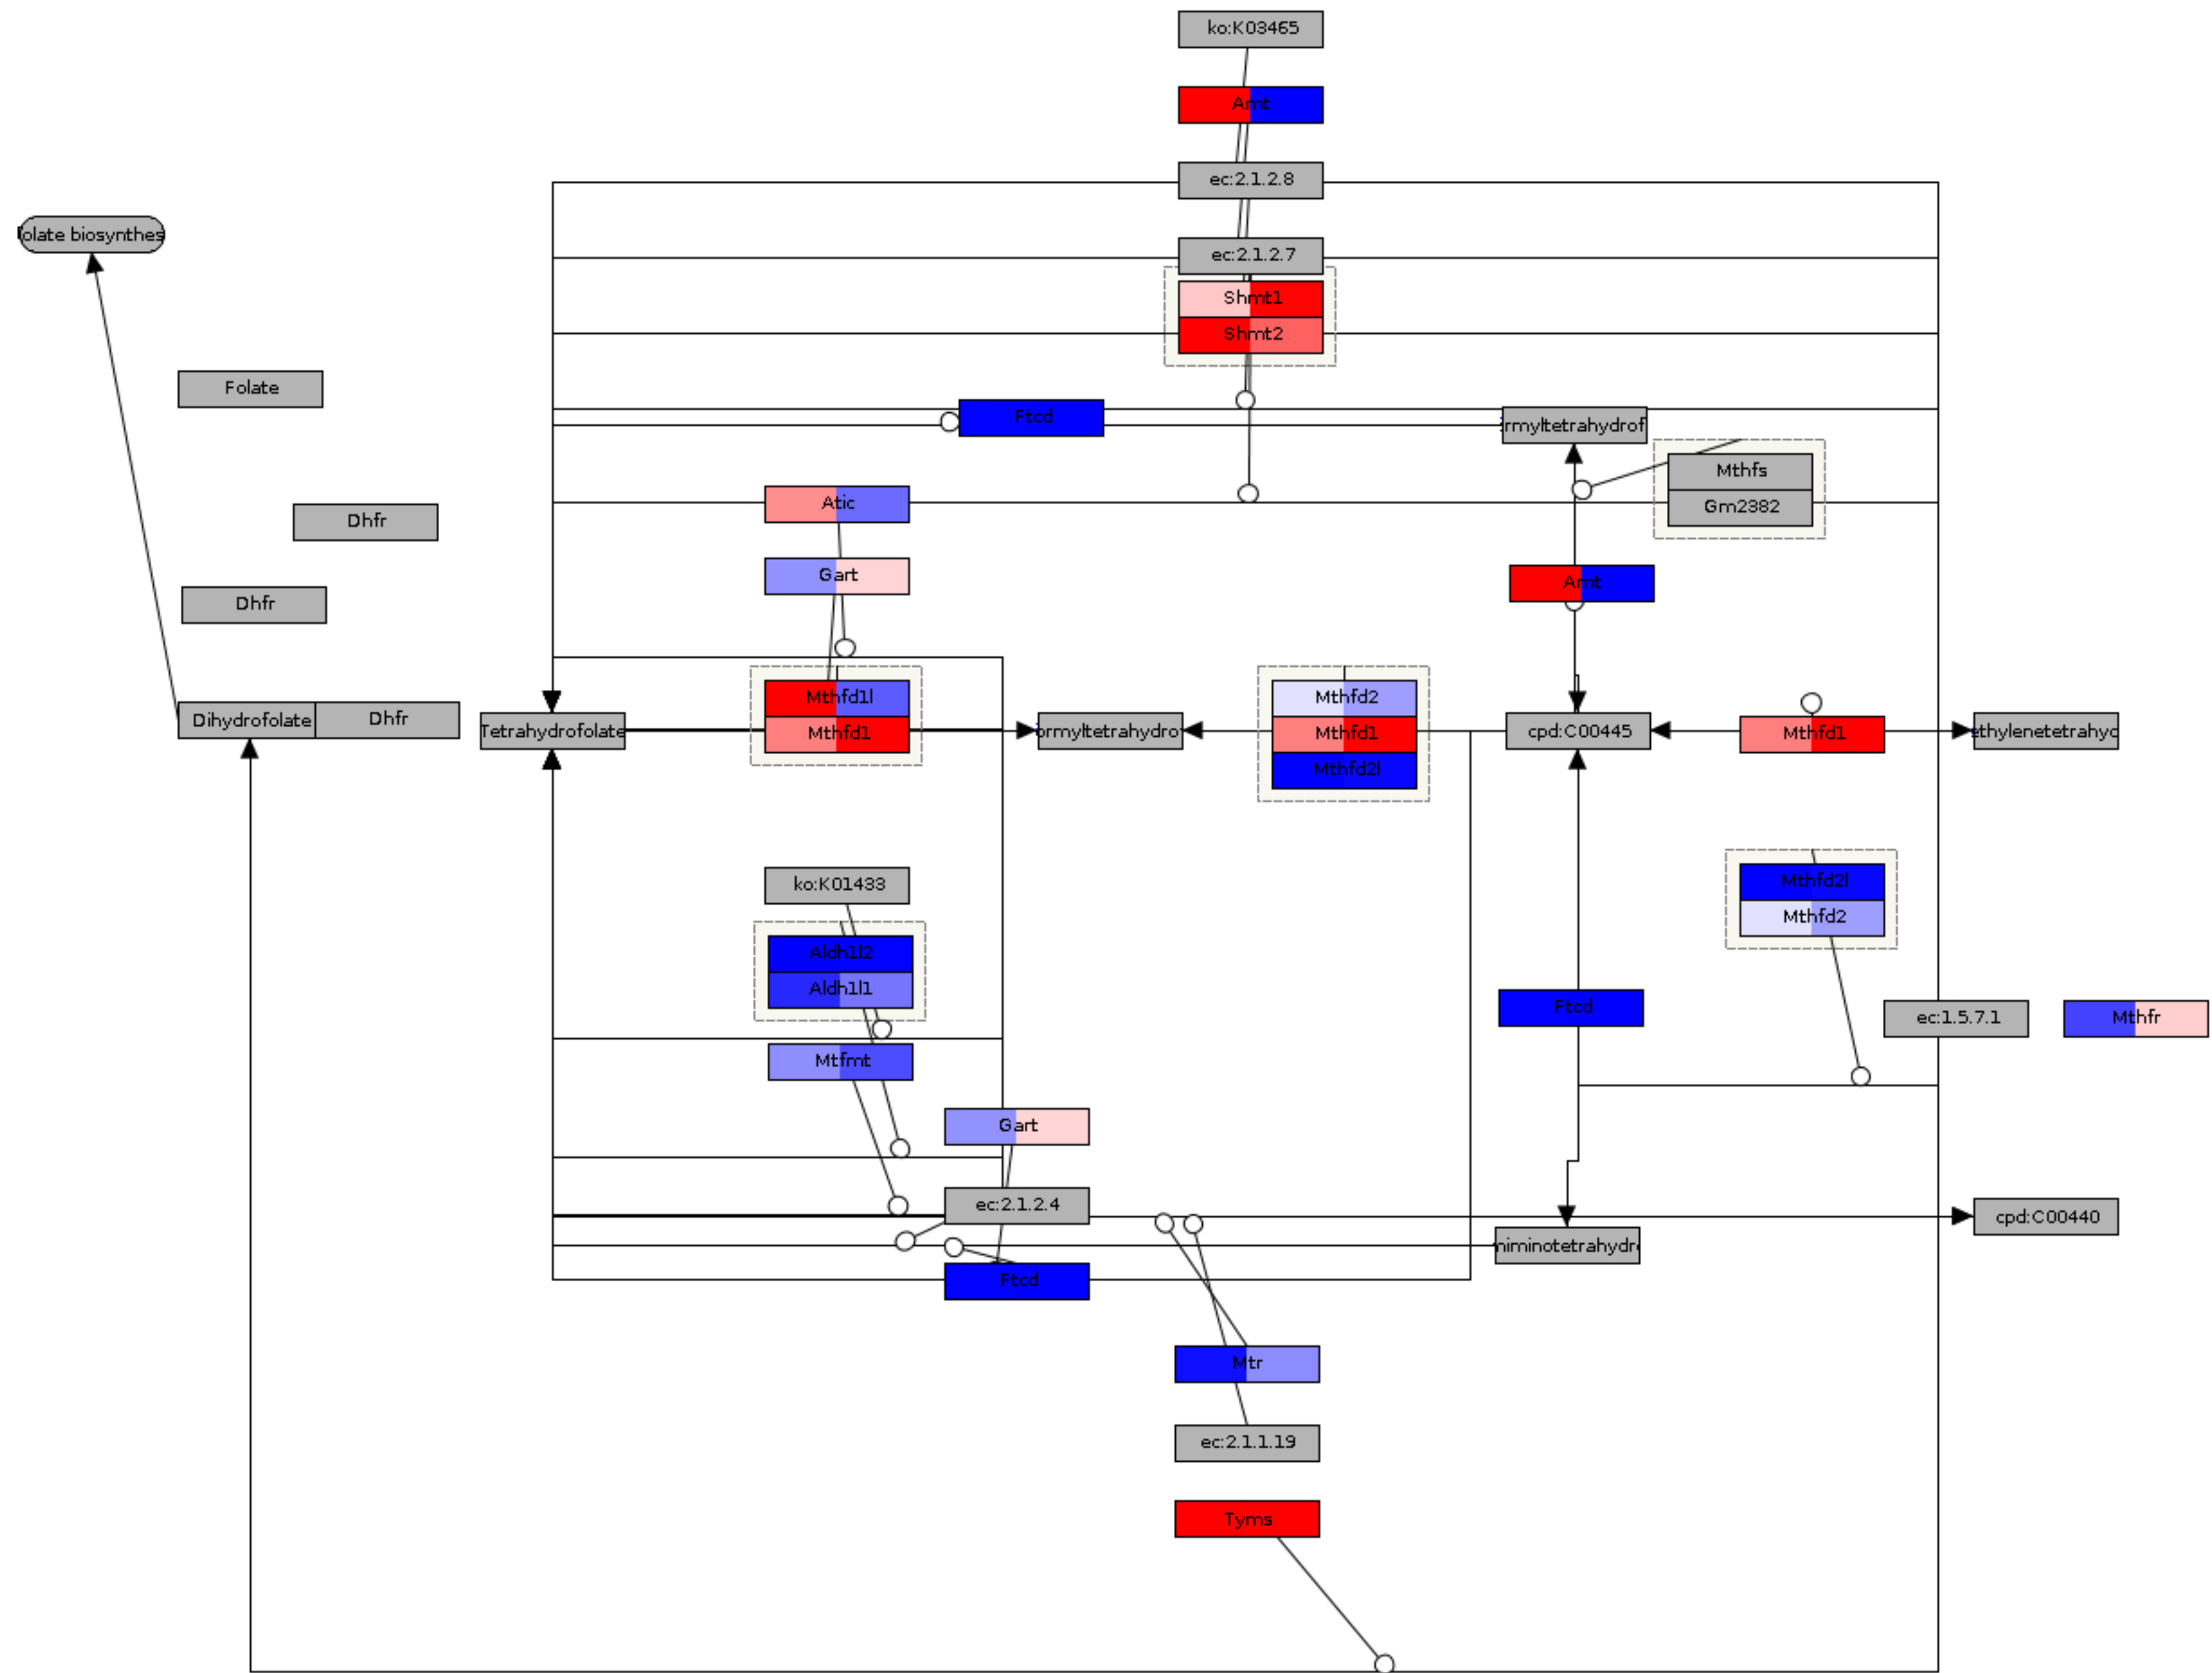 ko:K03465
Amt
ec:2.1.2.8
ec:2.1.2.7
olate biosynthes
Shmt1
Shmt2
Folate
Ftcd
rmyltetrahydrof
Mthfs
Gm2382
Atic
Dhfr
Gart
Amt
Dhfr
Mthfd1l
Mthfd2
Dihydrofolate
Dhfr
Tetrahydrofolate
Mthfd1
ormyltetrahydro
Mthfd1
cpd:C00445
Mthfd1
ethylenetetrahyd
Mthfd2l
ko:K01433
Mthfd2l
Mthfd2
Aldh1l2
Aldh1l1
Ftcd
ec:1.5.7.1
Mthfr
Mtfmt
Gart
ec:2.1.2.4
cpd:C00440
niminotetrahydr
Ftcd
Mtr
ec:2.1.1.19
Tyms